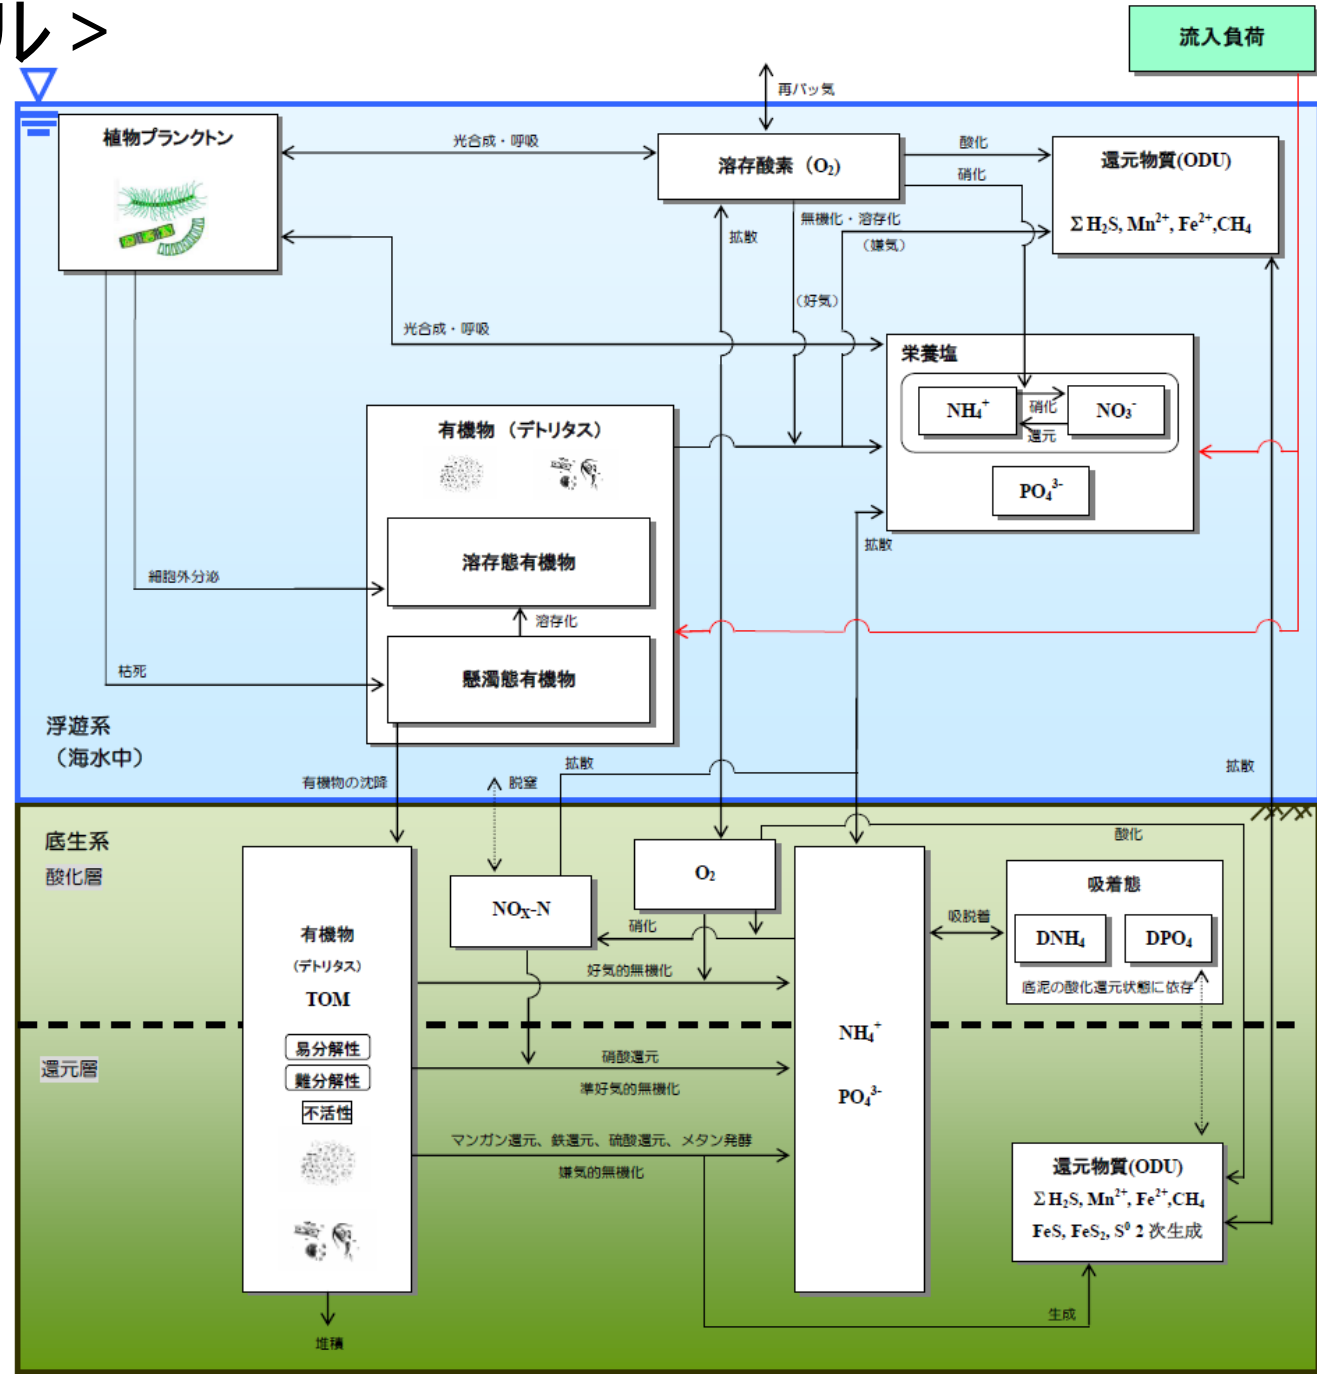 ル >
流入負荷
再バッ気
植物プランクトン
光合成・呼吸
溶存酸素（O₂）
酸化
硝化
還元物質(ODU)
ΣH₂S, Mn²⁺, Fe²⁺,CH₄
無機化・溶存化
（嫌気）
拡散
（好気）
光合成・呼吸
栄養塩
NH₄⁺
硝化
還元
NO₃⁻
PO₄³⁻
有機物（デトリタス）
溶存態有機物
溶存化
懸濁態有機物
細胞外分泌
枯死
拡散
浮遊系
（海水中）
有機物の沈降
脱窒
拡散
拡散
底生系
酸化層
有機物
（デトリタス）
TOM
易分解性
難分解性
不活性
NOX-N
O₂
酸化
硝化
好気的無機化
吸脱着
吸着態
DNH₄
DPO₄
底泥の酸化還元状態に依存
還元層
硝酸還元
準好気的無機化
NH₄⁺
PO₄³⁻
マンガン還元、鉄還元、硫酸還元、メタン発酵
嫌気的無機化
還元物質(ODU)
ΣH₂S, Mn²⁺, Fe²⁺,CH₄
FeS, FeS₂, S⁰ 2 次生成
生成
堆積